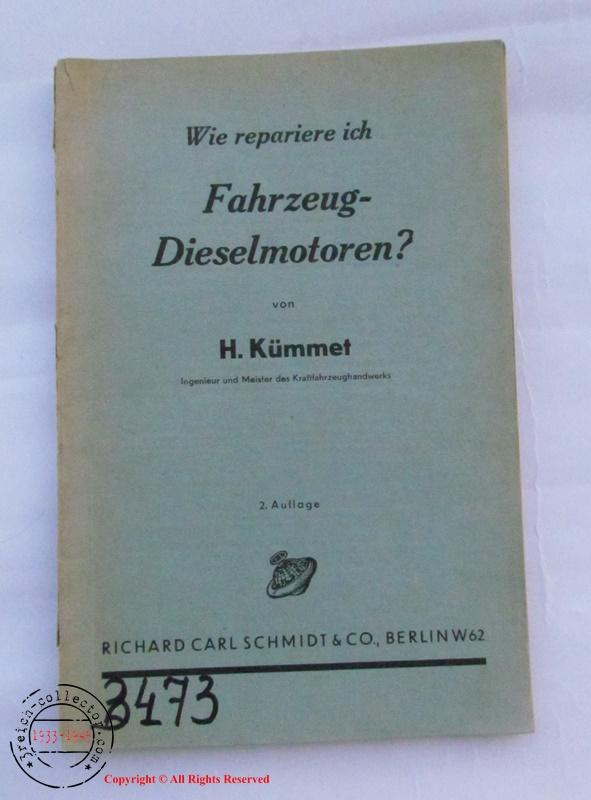 Wie repariere ich
Fahrzeug-
Dieselmotoren?
von
H. Kümmet
Ingenieur und Meister des Kraftfahrzeughandwerks
2. Auflage
RICHARD CARL SCHMIDT & CO., BERLIN W62
3473
3reich-collector.com
1933-1945
Copyright © All Rights Reserved